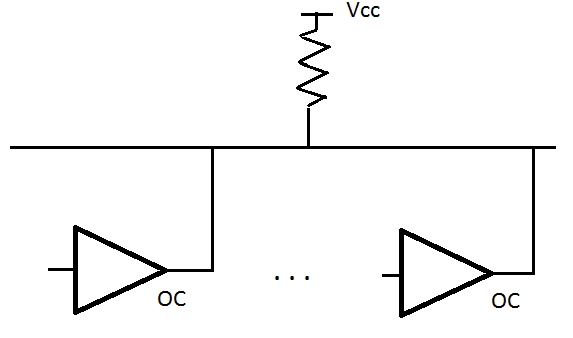 Vcc
. . .
OC
OC